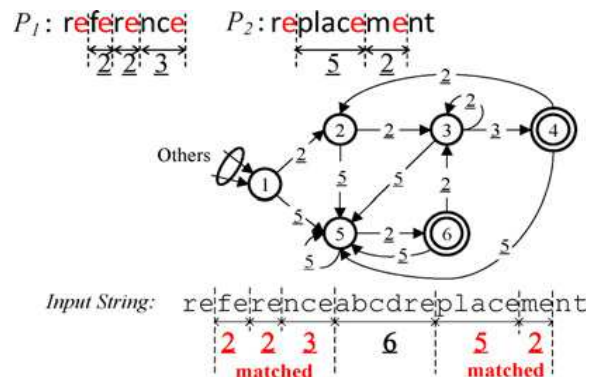 P1: reference P2: replacement
2 2 3 5 2
2
2
2 2 3 3 4
Others
2
1 5 5 2
5
5 2 6
5
5 5
Input String: referenceabcdreplacement
2 2 3 6 5 2
matched matched